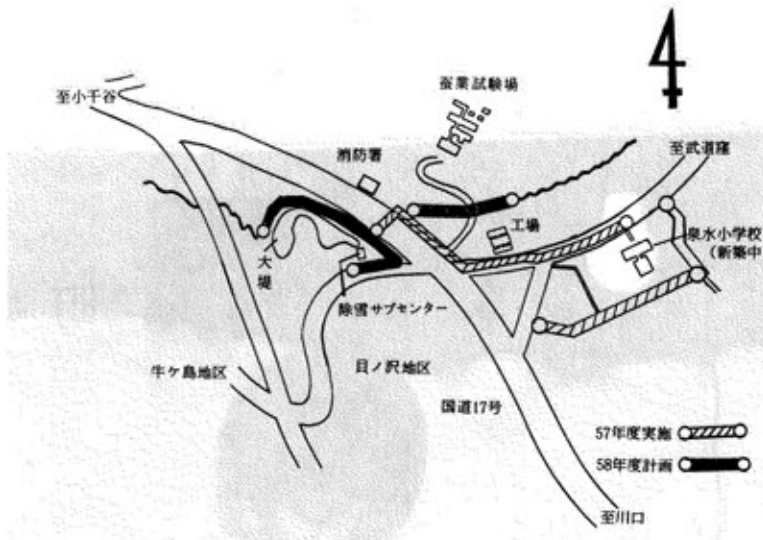 4
蚕業試験場
至小千谷
消防署
至武道窪
工場
泉水小学校
(新築中
大堤
除雪サブセンター
牛ケ島地区
貝ノ沢地区
国道17号
57年度実施
58年度計画
至川口